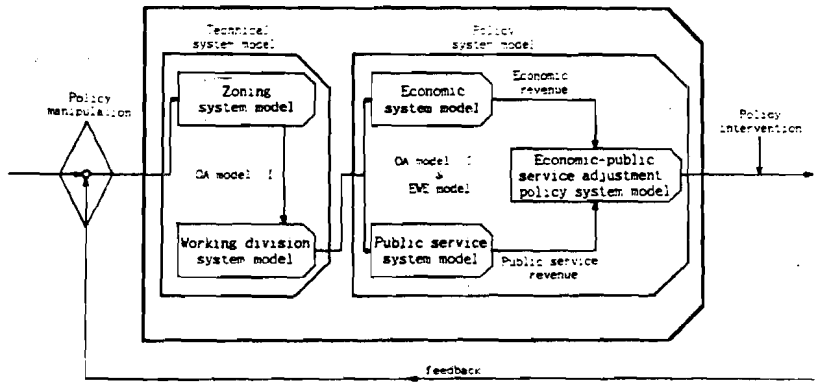 Technical
system model
Policy
system model
Policy
manipulation
Zoning
system model
Economic
system model
Economic
revenue
Policy
intervention
OA model I
OA model I
&
EWE model
Economic-public
service adjustment
policy system model
Working division
system model
Public service
system model
Public service
revenue
feedback